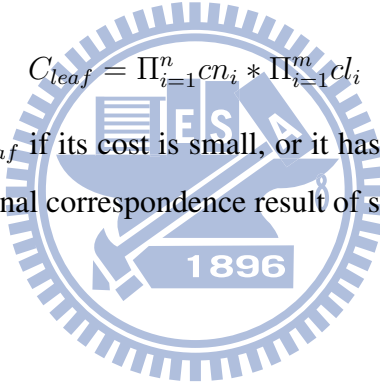 $C_{leaf} = \Pi_{i=1}^{n} cn_i * \Pi_{i=1}^{m} cl_i$
E S A
if its cost is small, or it has
nal correspondence result of s
1896